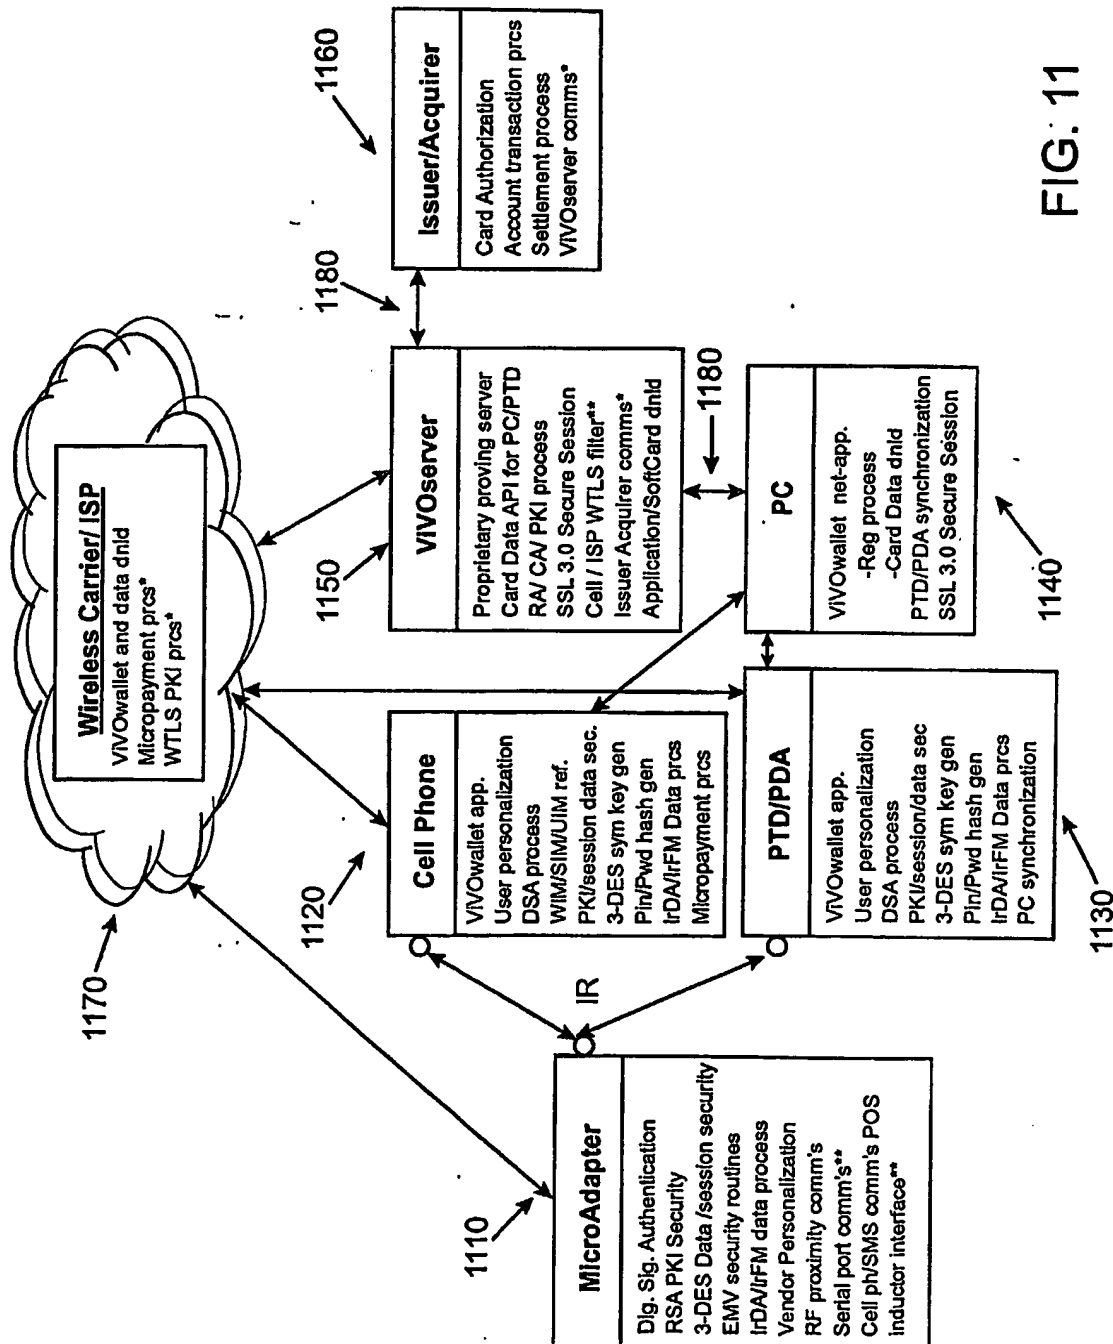 1170
Wireless Carrier/ ISP
ViVOwallet and data dnld
Micropayment prcs*
WTLS PKI prcs*
1110
MicroAdapter
Dig. Sig. Authentication
RSA PKI Security
3-DES Data /session security
EMV security routines
IrDA/IrFM data process
Vendor Personalization
RF proximity comm's
Serial port comm's**
Cell ph/SMS comm's POS
inductor interface**
IR
1120
Cell Phone
ViVOwallet app.
User personalization
DSA process
WIM/SIM/UIM ref.
PKI/session data sec.
3-DES sym key gen
Pin/Pwd hash gen
IrDA/IrFM Data prcs
Micropayment prcs
PTD/PDA
ViVOwallet app.
User personalization
DSA process
PKI/session/data sec
3-DES sym key gen
Pin/Pwd hash gen
IrDA/IrFM Data prcs
PC synchronization
1130
1150
ViVOserver
Proprietary proving server
Card Data API for PC/PTD
RA/ CA/ PKI process
SSL 3.0 Secure Session
Cell / ISP WTLS filter**
Issuer Acquirer comms*
Application/SoftCard dnld
1180
PC
ViVOwallet net-app.
-Reg process
-Card Data dnld
PTD/PDA synchronization
SSL 3.0 Secure Session
1140
1180
1160
Issuer/Acquirer
Card Authorization
Account transaction prcs
Settlement process
ViVOserver comms*
FIG. 11